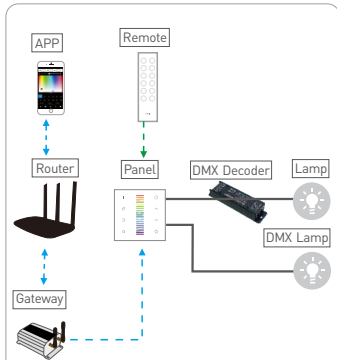 APP
Remote
Router
Panel
DMX Decoder
Lamp
DMX Lamp
Gateway